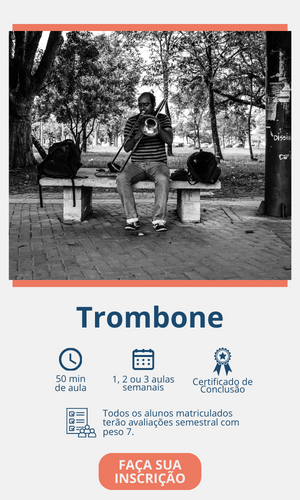 Trombone
50 min
de aula
1, 2 ou 3 aulas
semanais
Certificado de
Conclusão
Todos os alunos matriculados
terão avaliações semestral com
peso 7.
FAÇA SUA
INSCRIÇÃO